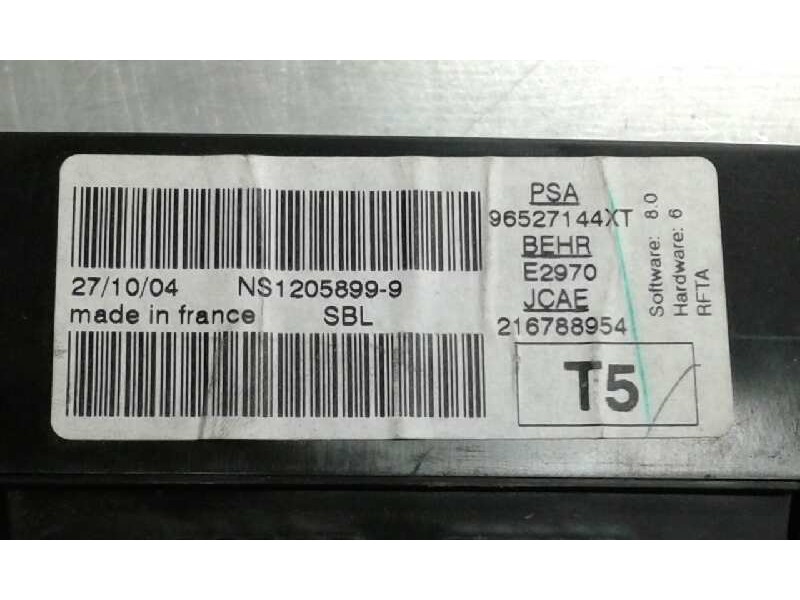 27/10/04 NS1205899-9
made in france SBL
PSA
96527144XT
BEHR
E2970
JCAE
216788954
T5
Software: 8.0
Hardware: 6
RFTA